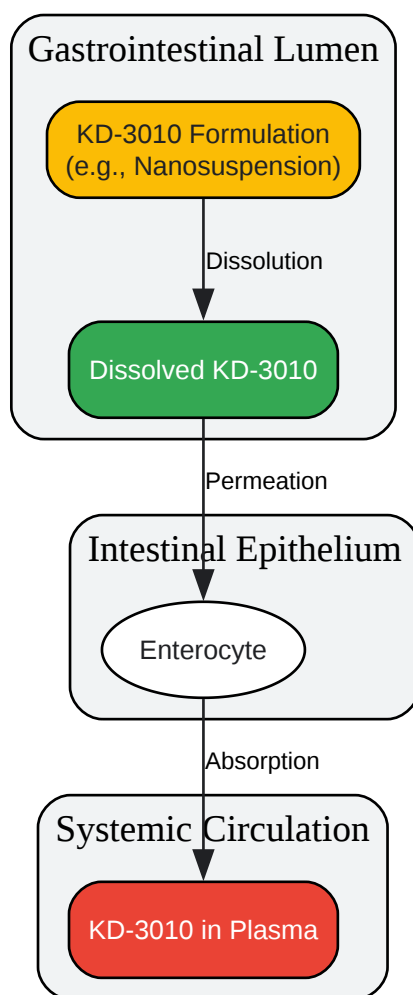 Gastrointestinal Lumen
KD-3010 Formulation
(e.g., Nanosuspension)
Dissolution
Dissolved KD-3010
Permeation
Intestinal Epithelium
Enterocyte
Absorption
Systemic Circulation
KD-3010 in Plasma